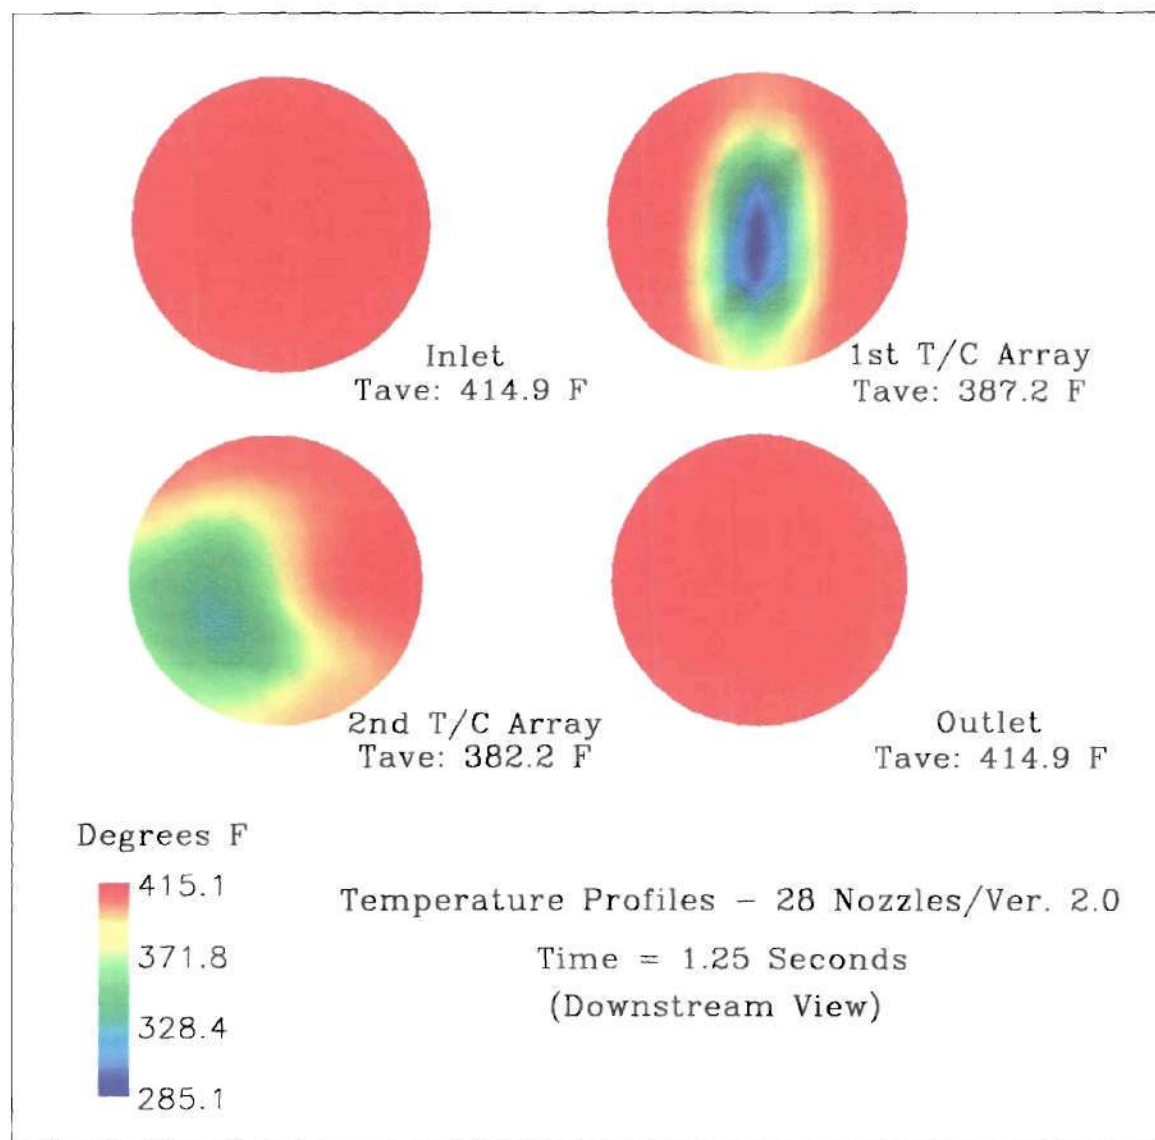 Inlet
Tave: 414.9 F
1st T/C Array
Tave: 387.2 F
2nd T/C Array
Tave: 382.2 F
Outlet
Tave: 414.9 F
Degrees F
415.1
371.8
328.4
285.1
Temperature Profiles - 28 Nozzles/Ver. 2.0
Time = 1.25 Seconds
(Downstream View)